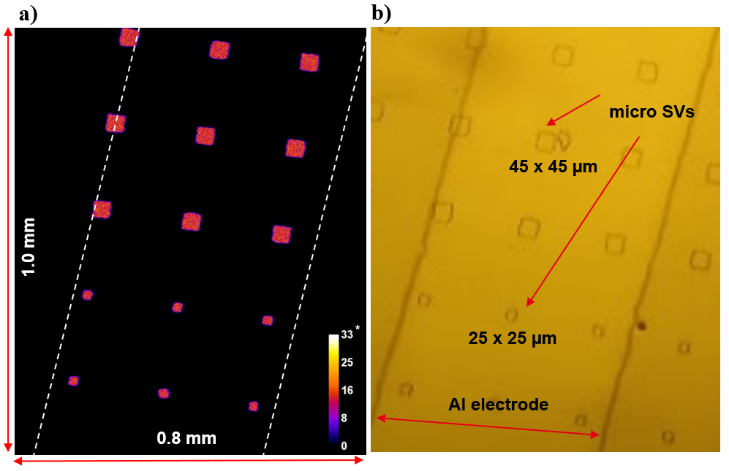 a)
1.0 mm
33 *
25
16
8
0
0.8 mm
b)
micro SVs
45 x 45 µm
25 x 25 µm
Al electrode